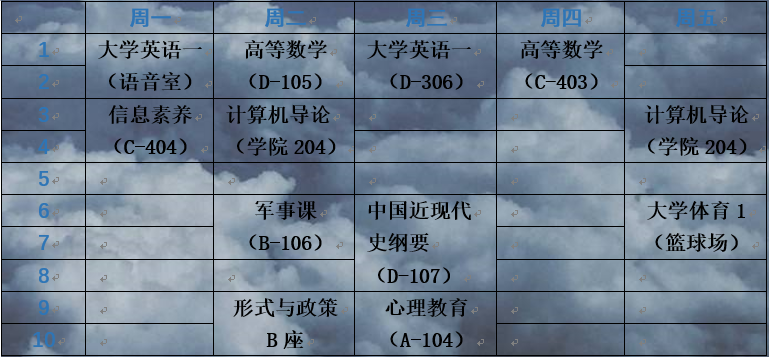 周一 周二 周三 周四 周五
1 大学英语一 高等数学 大学英语一 高等数学
2 （语音室） （D-105） （D-306） （C-403）
3 信息素养 计算机导论 计算机导论
4 （C-404） （学院 204） （学院 204）
5
6 军事课 中国近现代 大学体育 1
7 （B-106） 史纲要 （篮球场）
8 （D-107）
9 形式与政策 心理教育
10 B 座 （A-104）